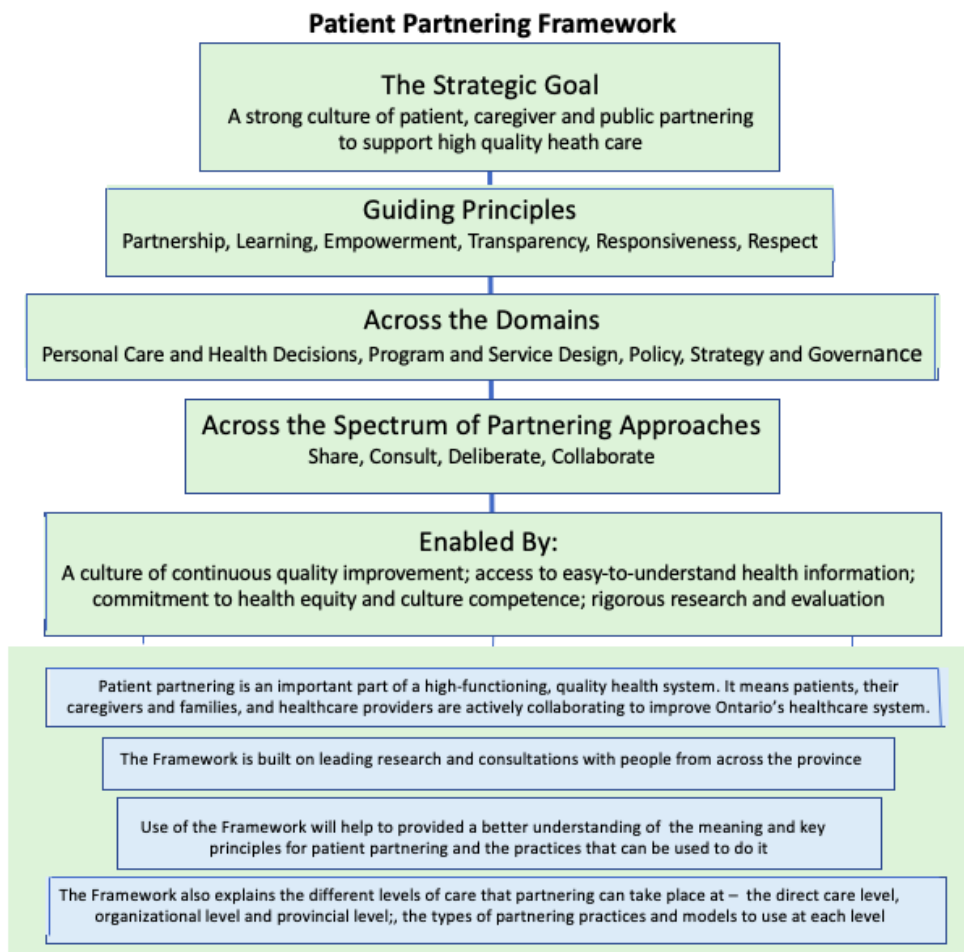 Patient Partnering Framework
The Strategic Goal
A strong culture of patient, caregiver and public partnering
to support high quality heath care
Guiding Principles
Partnership, Learning, Empowerment, Transparency, Responsiveness, Respect
Across the Domains
Personal Care and Health Decisions, Program and Service Design, Policy, Strategy and Governance
Across the Spectrum of Partnering Approaches
Share, Consult, Deliberate, Collaborate
Enabled By:
A culture of continuous quality improvement; access to easy-to-understand health information;
commitment to health equity and culture competence; rigorous research and evaluation
Patient partnering is an important part of a high-functioning, quality health system. It means patients, their
caregivers and families, and healthcare providers are actively collaborating to improve Ontario's healthcare system.
The Framework is built on leading research and consultations with people from across the province
Use of the Framework will help to provided a better understanding of the meaning and key
principles for patient partnering and the practices that can be used to do it
The Framework also explains the different levels of care that partnering can take place at – the direct care level,
organizational level and provincial level;, the types of partnering practices and models to use at each level